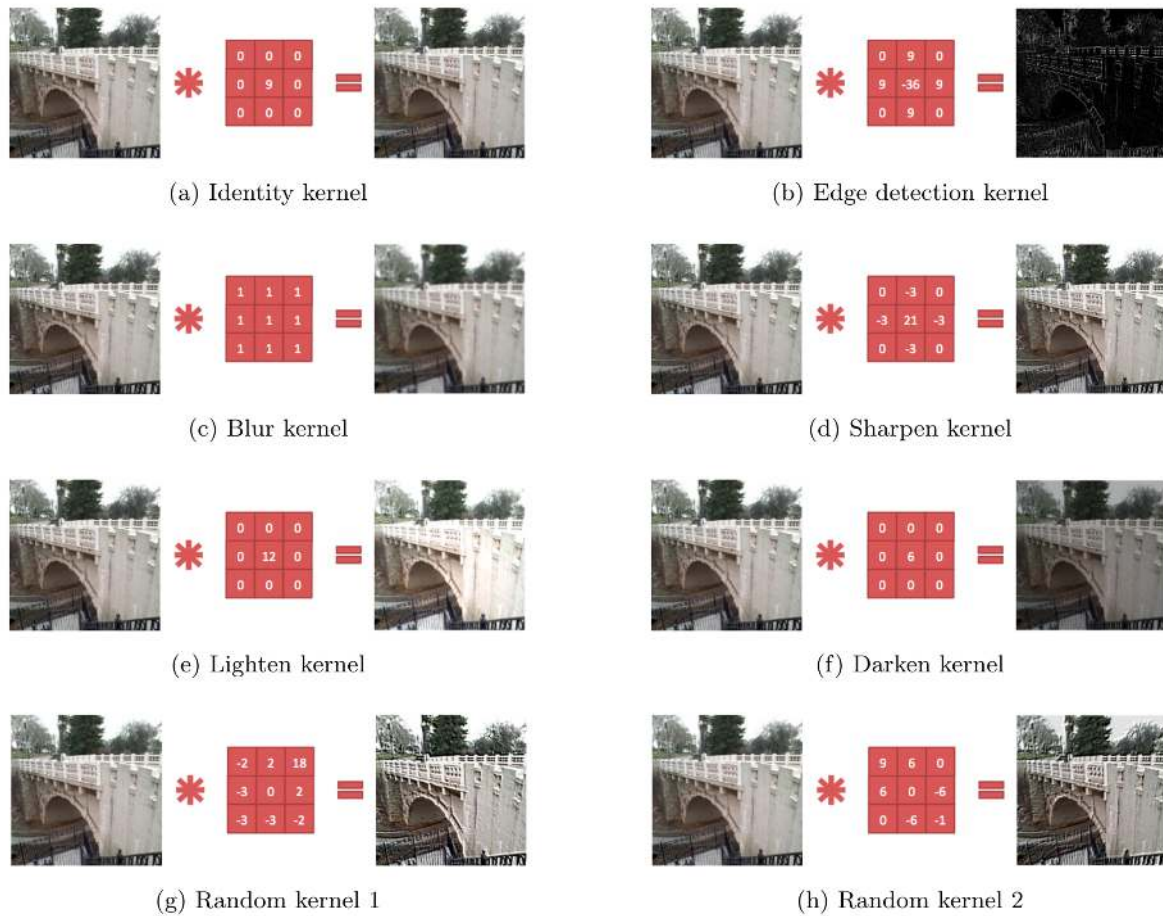 0 0 0
0 9 0
0 0 0
(a) Identity kernel
0 9 0
9 -36 9
0 9 0
(b) Edge detection kernel
1 1 1
1 1 1
1 1 1
(c) Blur kernel
0 -3 0
-3 21 -3
0 -3 0
(d) Sharpen kernel
0 0 0
0 12 0
0 0 0
(e) Lighten kernel
0 0 0
0 6 0
0 0 0
(f) Darken kernel
-2 2 18
-3 0 2
-3 -3 -2
(g) Random kernel 1
9 6 0
6 0 -6
0 -6 -1
(h) Random kernel 2